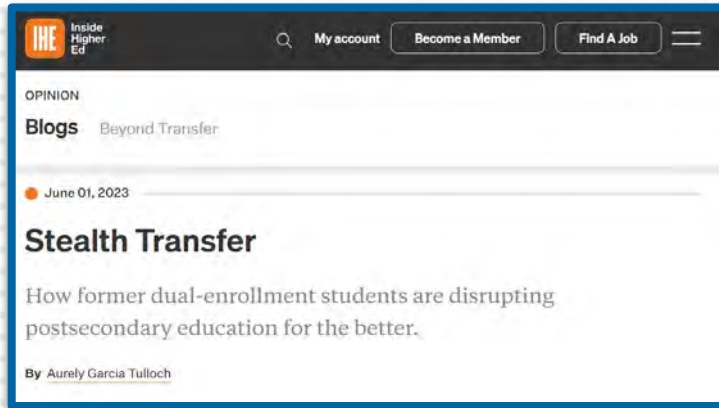 IHE
Inside
Higher
Ed
My account
Become a Member
Find A Job
OPINION
Blogs Beyond Transfer
June 01, 2023
Stealth Transfer
How former dual-enrollment students are disrupting
postsecondary education for the better.
By Aurely Garcia Tulloch